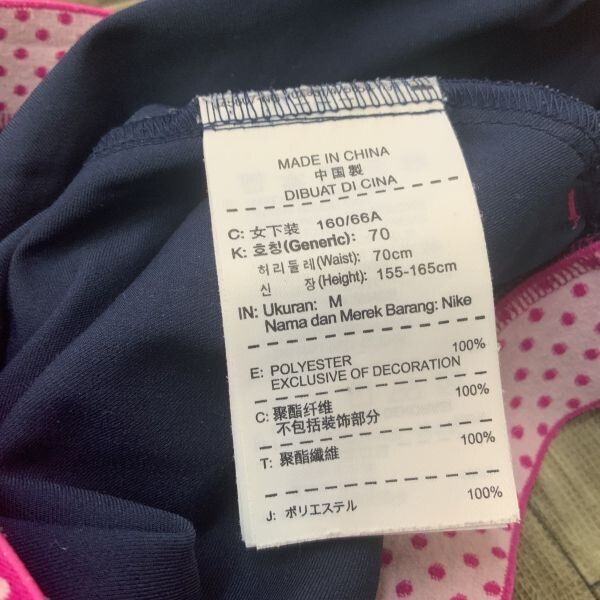 MADE IN CHINA
中国製
DIBUAT DI CINA
C: 女下装 160/66A
K: 호칭(Generic): 70
허리둘레(Waist): 70cm
신 장(Height): 155-165cm
IN: Ukuran: M
Nama dan Merek Barang: Nike
E: POLYESTER 100%
EXCLUSIVE OF DECORATION
C: 聚酯纤维 100%
不包括装饰部分
T: 聚酯纖維 100%
J: ポリエステル 100%